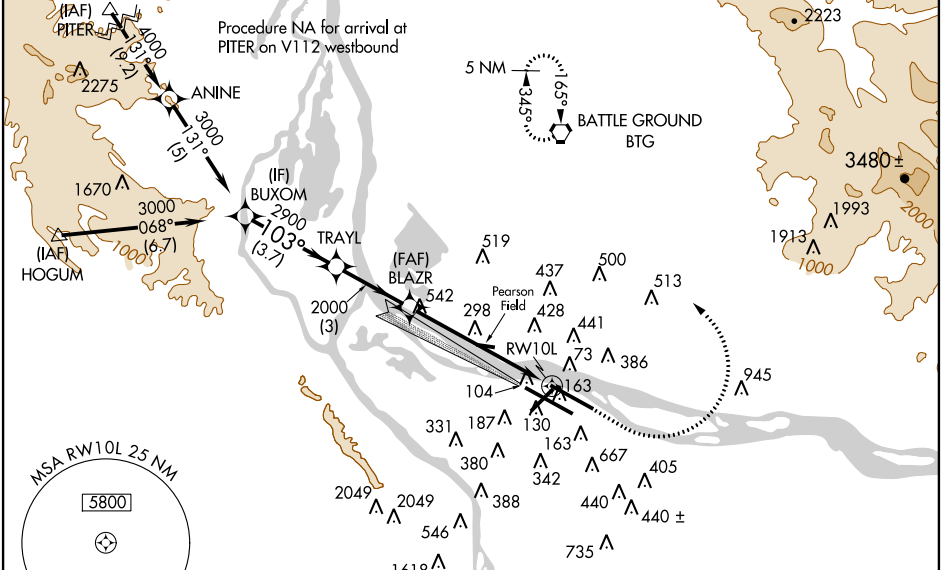 (IAF)
PITER
4000
131°
(9.2)
Procedure NA for arrival at
PITER on V112 westbound
2223
2275
ANINE
3000
131°
(5)
5 NM
345°
165°
BATTLE GROUND
BTG
3480 ±
2000
1670
(IF)
BUXOM
3000
068°
(6.7)
(IAF)
HOGUM
1000
2900
103°
(3.7)
TRAYL
1993
1913
1000
(FAF)
BLAZR
2000
(3)
542
519
437
500
513
Pearson
Field
298
428
441
RW10L
73
386
104
163
945
187
130
163
331
380
342
667
405
388
440
440 ±
2049
2049
546
735
1618
MSA RW10L 25 NM
5800